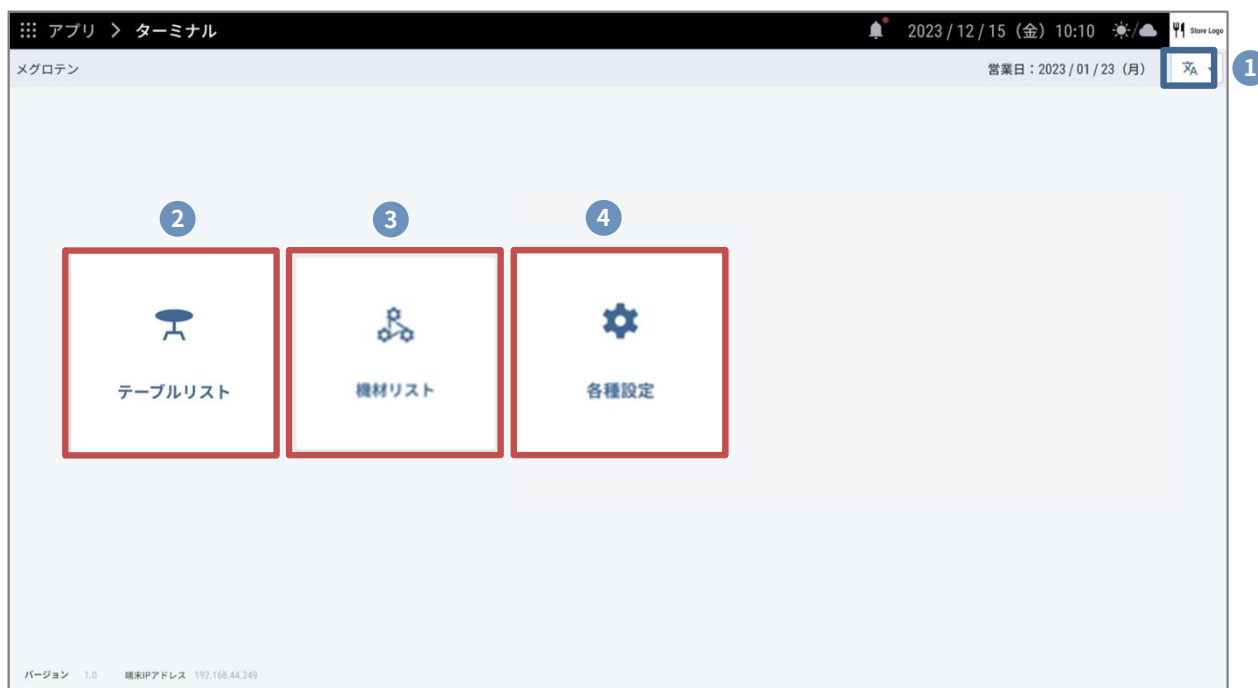 アプリ > ターミナル
2023 / 12 / 15（金）10:10
Store Logo
メグロテン
営業日：2023 / 01 / 23（月）
文A
1
2
3
4
テーブルリスト
機材リスト
各種設定
バージョン 1.0 端末IPアドレス 192.168.44.249